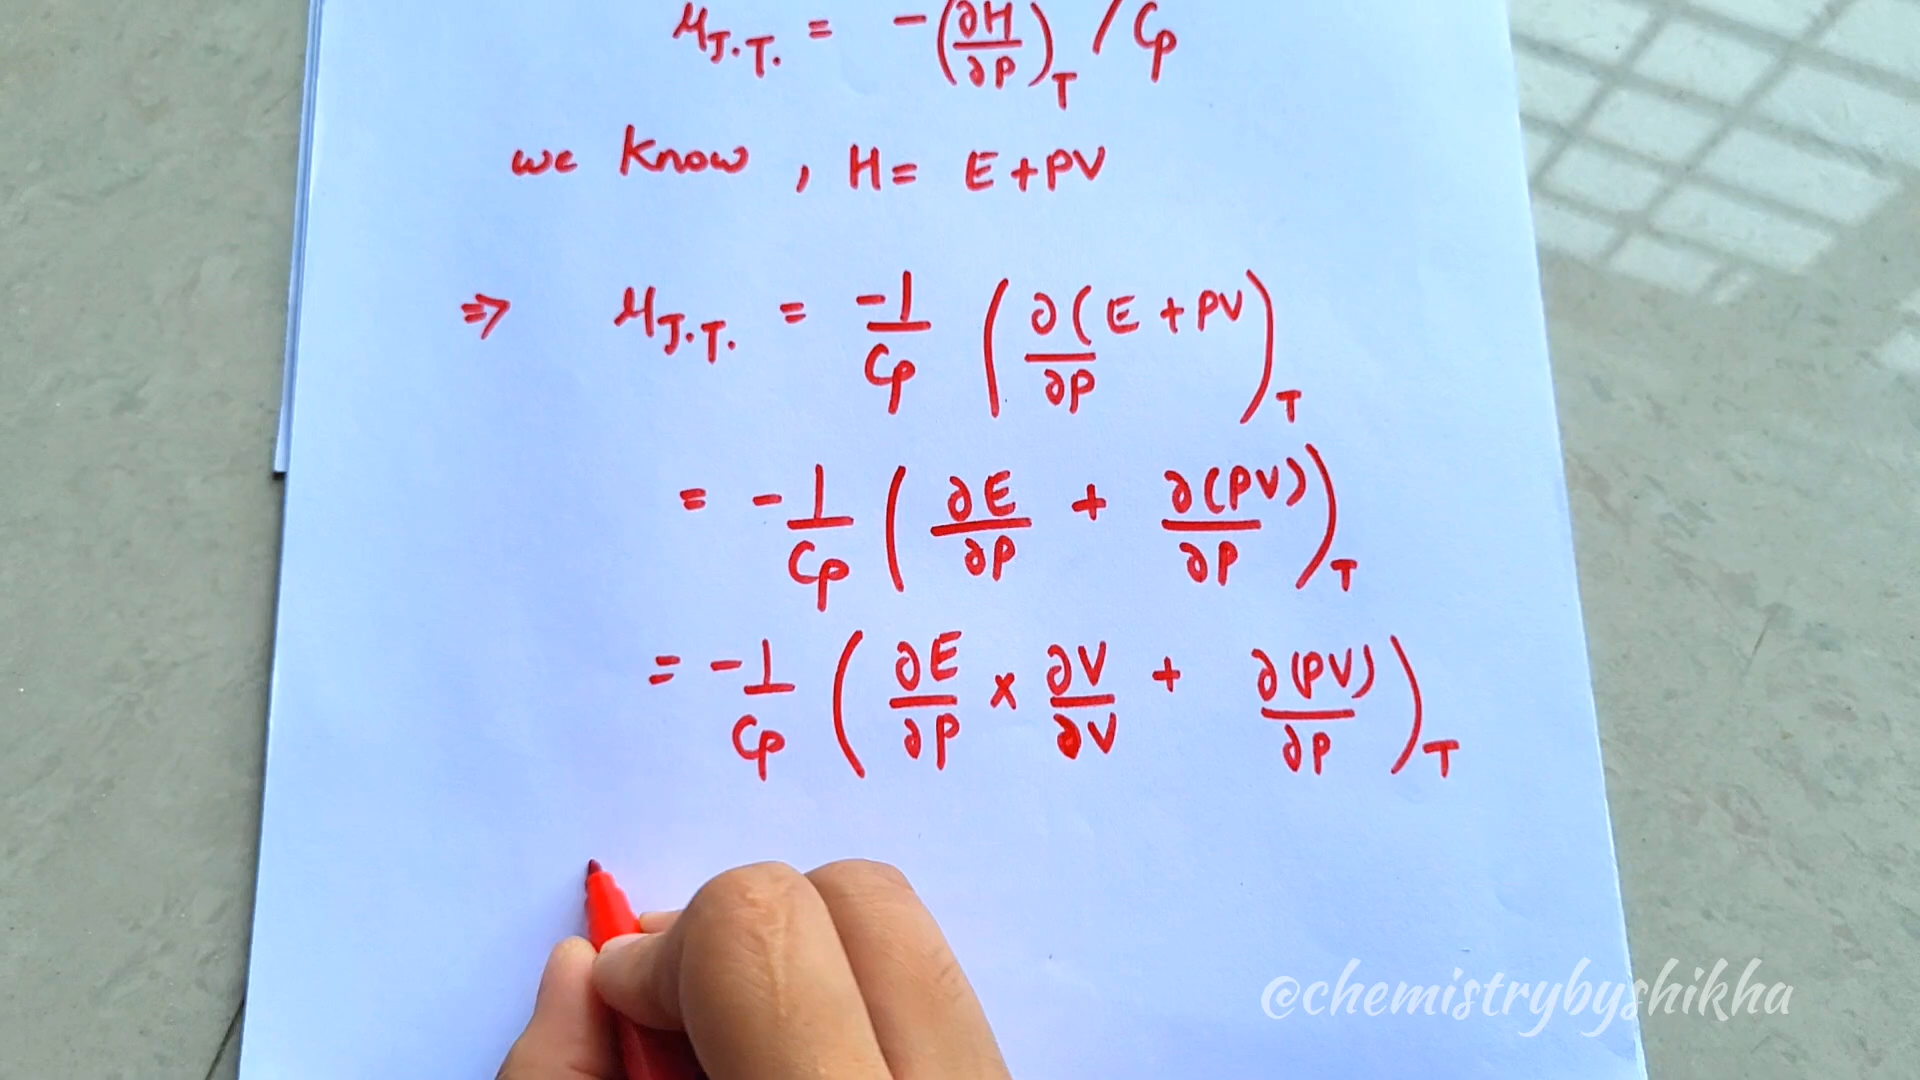 μJ.T. = -(∂H/∂P)T / Cp
we know, H = E+PV
⇒ μJ.T. = -1/Cp (∂(E+PV)/∂P)T
= -1/Cp (∂E/∂P + ∂(PV)/∂P)T
= -1/Cp (∂E/∂P × ∂V/∂V + ∂(PV)/∂P)T
@chemistrybyshikha